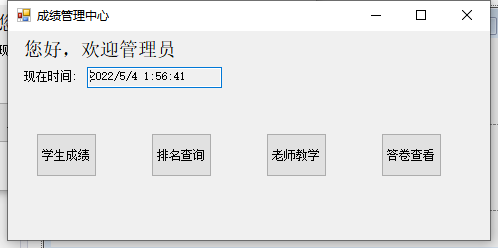 成绩管理中心
您好，欢迎管理员
现在时间： 2022/5/4 1:56:41
学生成绩 排名查询 老师教学 答卷查看